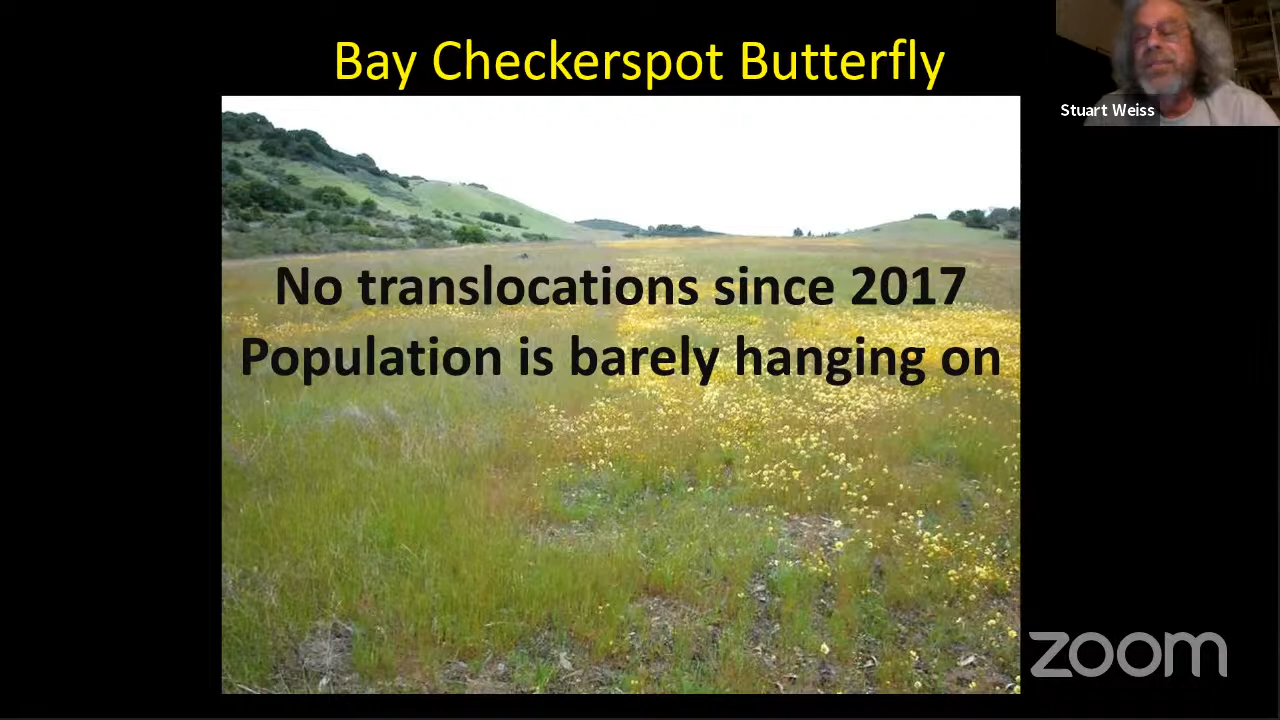 Bay Checkerspot Butterfly
Stuart Weiss
No translocations since 2017
Population is barely hanging on
zoom